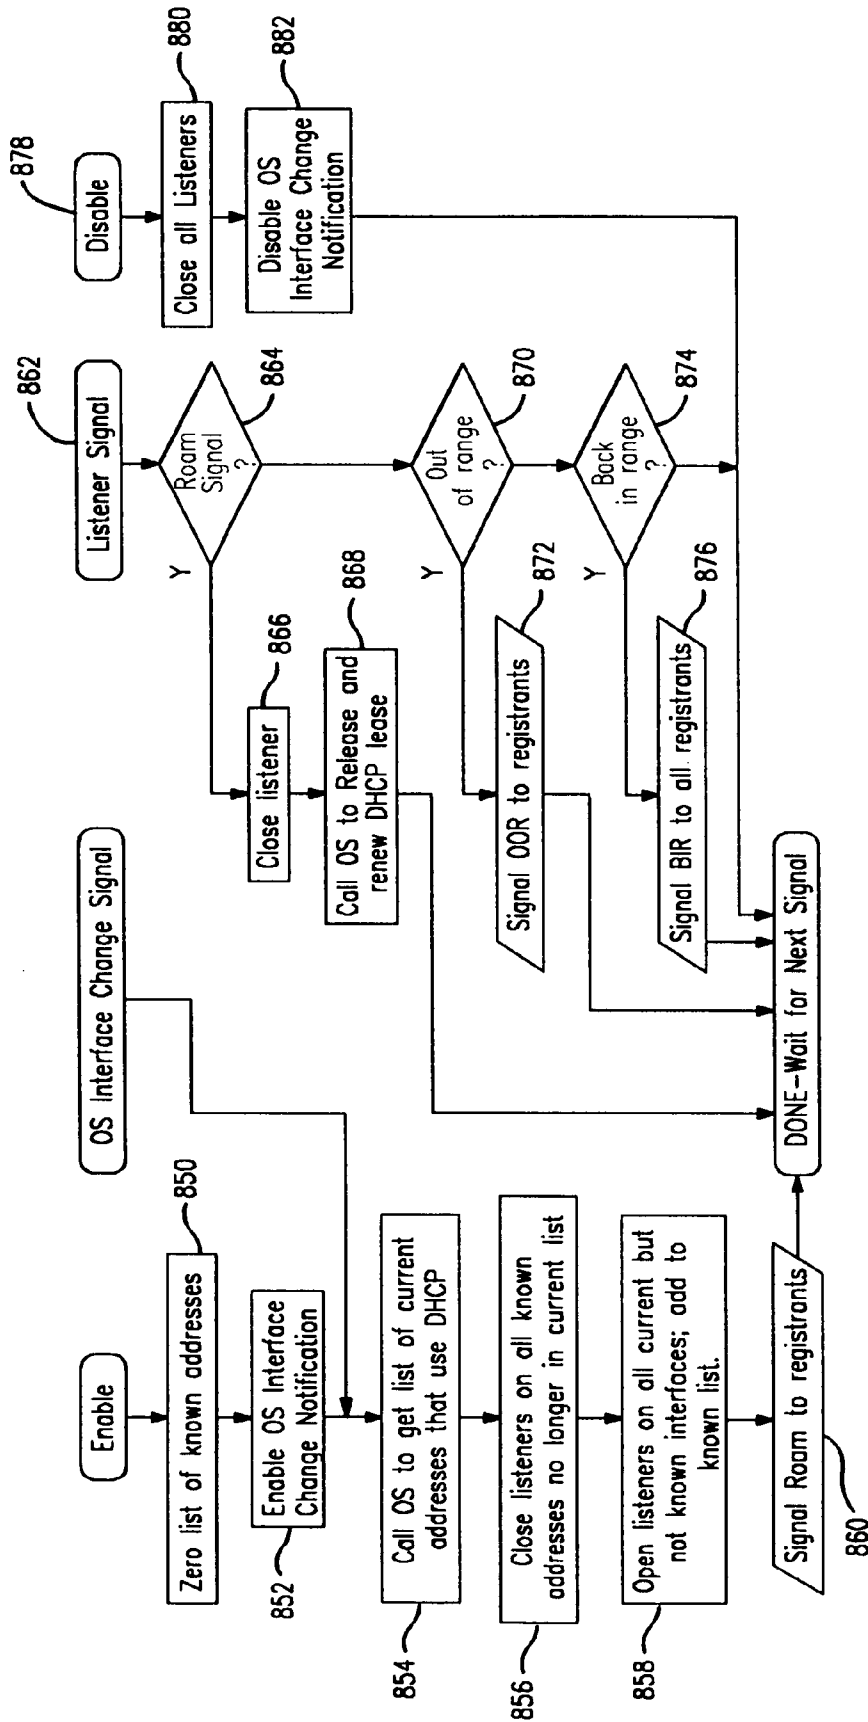 Enable
Zero list of known addresses
850
Enable OS Interface
Change Notification
852
Call OS to get list of current
addresses that use DHCP
854
Close listeners on all known
addresses no longer in current list
856
Open listeners on all current but
not known interfaces; add to
known list.
858
Signal Roam to registrants
860
OS Interface Change Signal
Listener Signal
862
Roam
Signal
?
864
Y
Close listener
866
Call OS to Release and
renew DHCP lease
868
Out
of range
?
870
Y
Signal OOR to registrants
872
Back
in range
?
874
Y
Signal BIR to all registrants
876
Disable
878
Close all Listeners
880
Disable OS
Interface Change
Notification
882
DONE-Wait for Next Signal